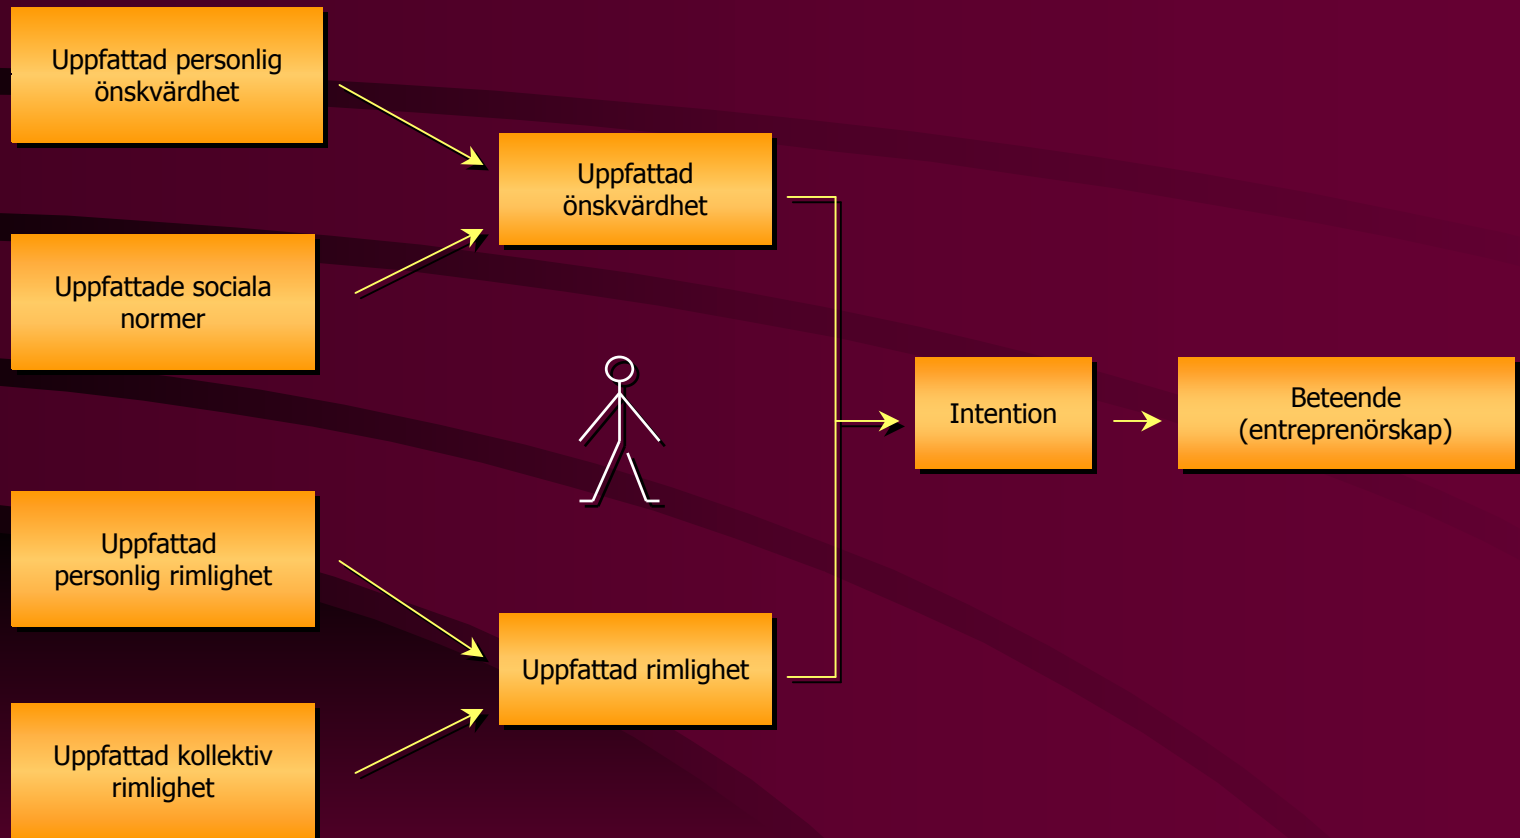 Uppfattad personlig
önskvärdhet
Uppfattade sociala
normer
Uppfattad
önskvärdhet
Uppfattad
personlig rimlighet
Uppfattad kollektiv
rimlighet
Uppfattad rimlighet
Intention
Beteende
(entreprenörskap)